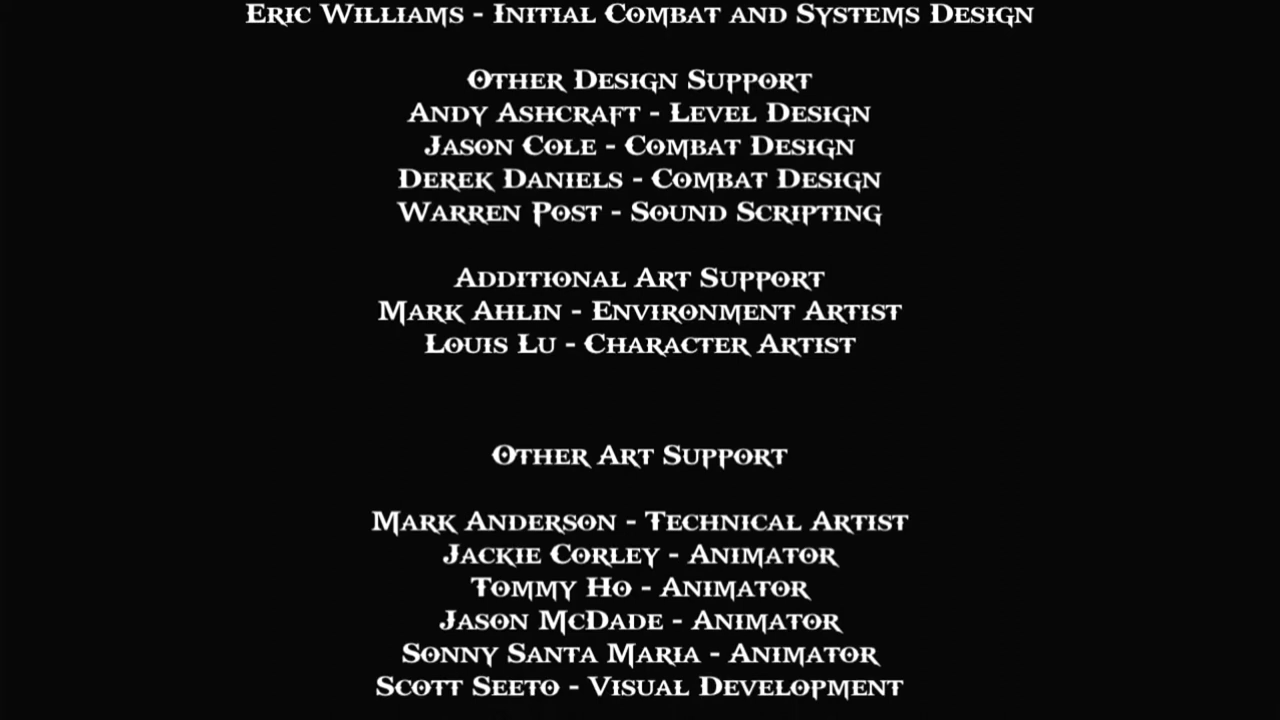 Eric Williams - Initial Combat and Systems Design
Other Design Support
Andy Ashcraft - Level Design
Jason Cole - Combat Design
Derek Daniels - Combat Design
Warren Post - Sound Scripting
Additional Art Support
Mark Ahlin - Environment Artist
Louis Lu - Character Artist
Other Art Support
Mark Anderson - Technical Artist
Jackie Corley - Animator
Tommy Ho - Animator
Jason McDade - Animator
Sonny Santa Maria - Animator
Scott Seeto - Visual Development